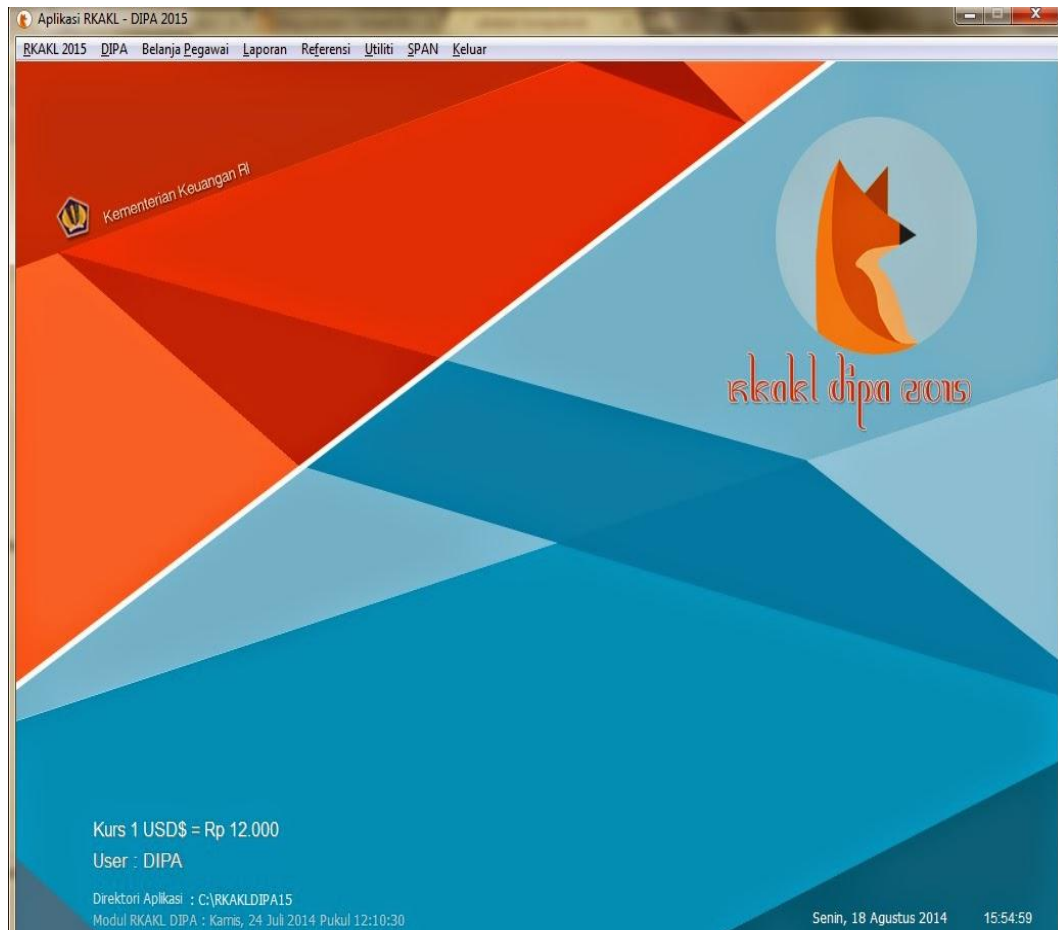 Aplikasi RKAKL - DIPA 2015
RKAKL 2015 DIPA Belanja Pegawai Laporan Referensi Utiliti SPAN Keluar
Kementerian Keuangan RI
rkakl dipa 2015
Kurs 1 USD$ = Rp 12.000
User : DIPA
Direktori Aplikasi : C:\RKAKLDIPA15
Modul RKAKL DIPA : Kamis, 24 Juli 2014 Pukul 12:10:30
Senin, 18 Agustus 2014 15:54:59